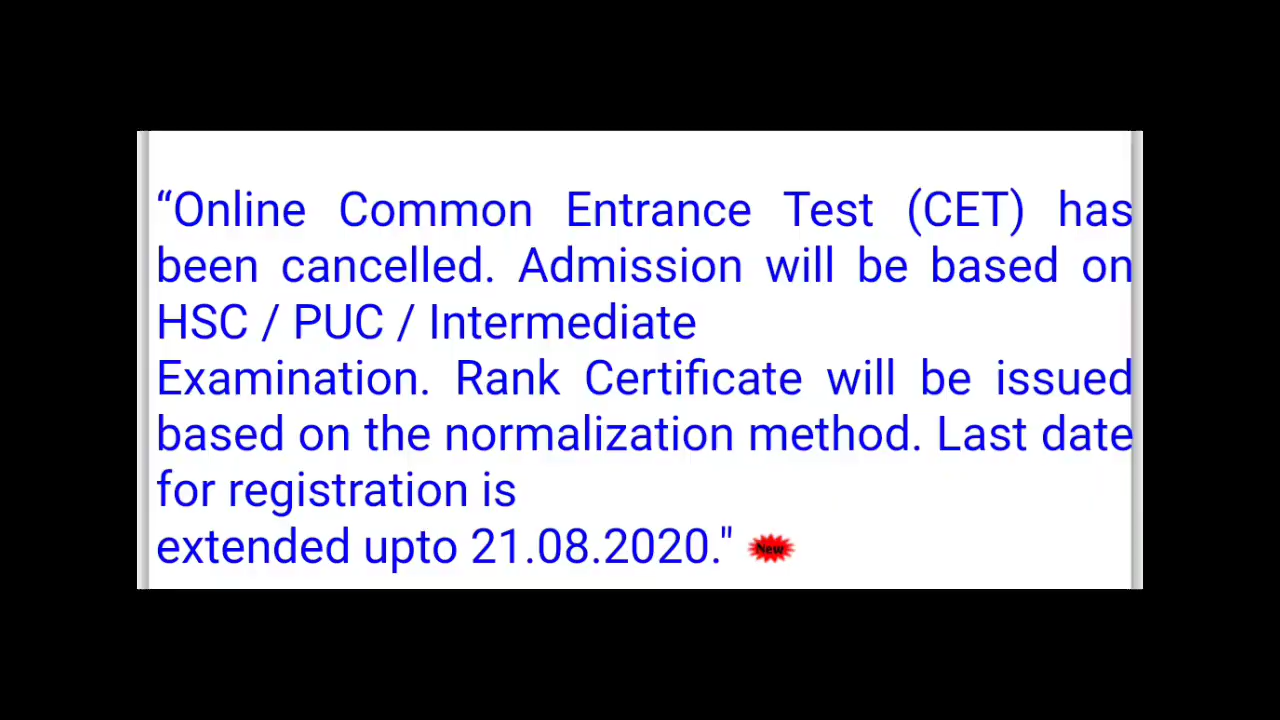 “Online Common Entrance Test (CET) has
been cancelled. Admission will be based on
HSC / PUC / Intermediate
Examination. Rank Certificate will be issued
based on the normalization method. Last date
for registration is
extended upto 21.08.2020." New